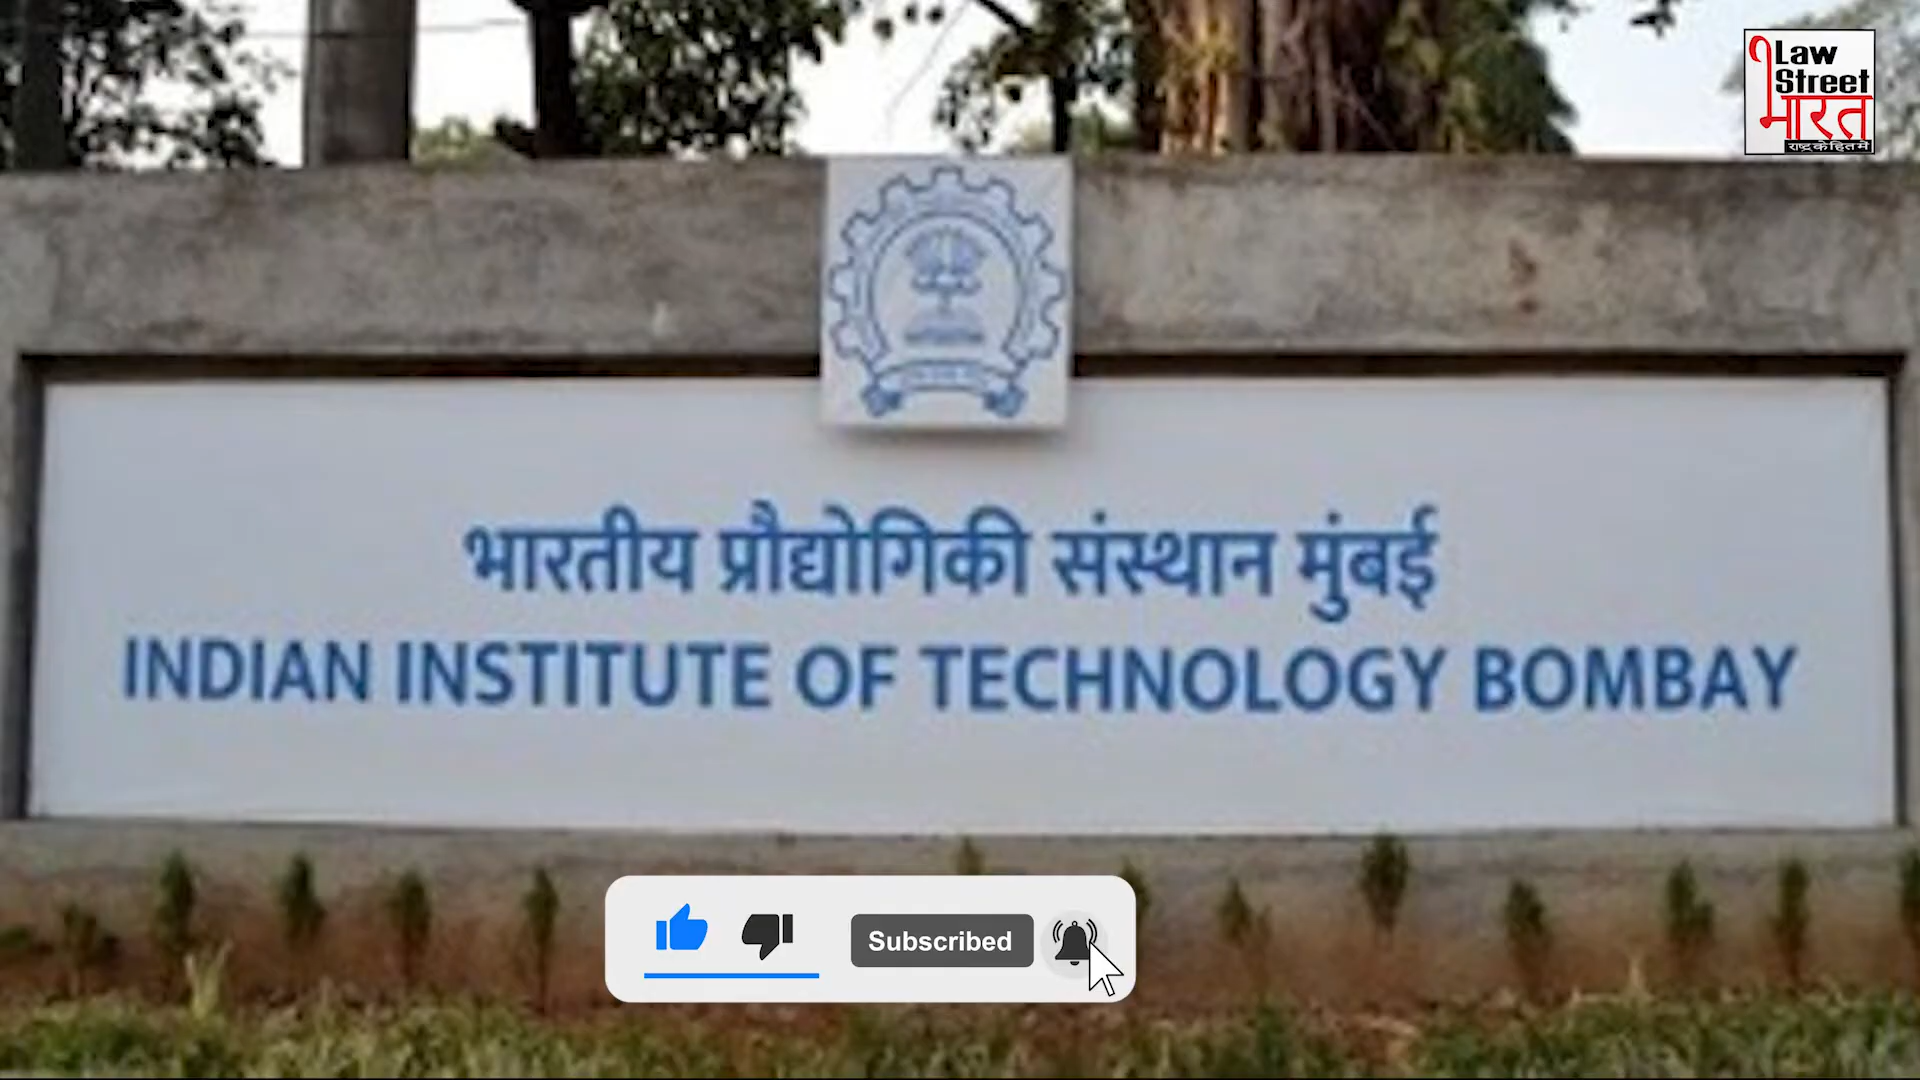 Law
Street
भारत
राष्ट्र के हित में
भारतीय प्रौद्योगिकी संस्थान मुंबई
INDIAN INSTITUTE OF TECHNOLOGY BOMBAY
Subscribed